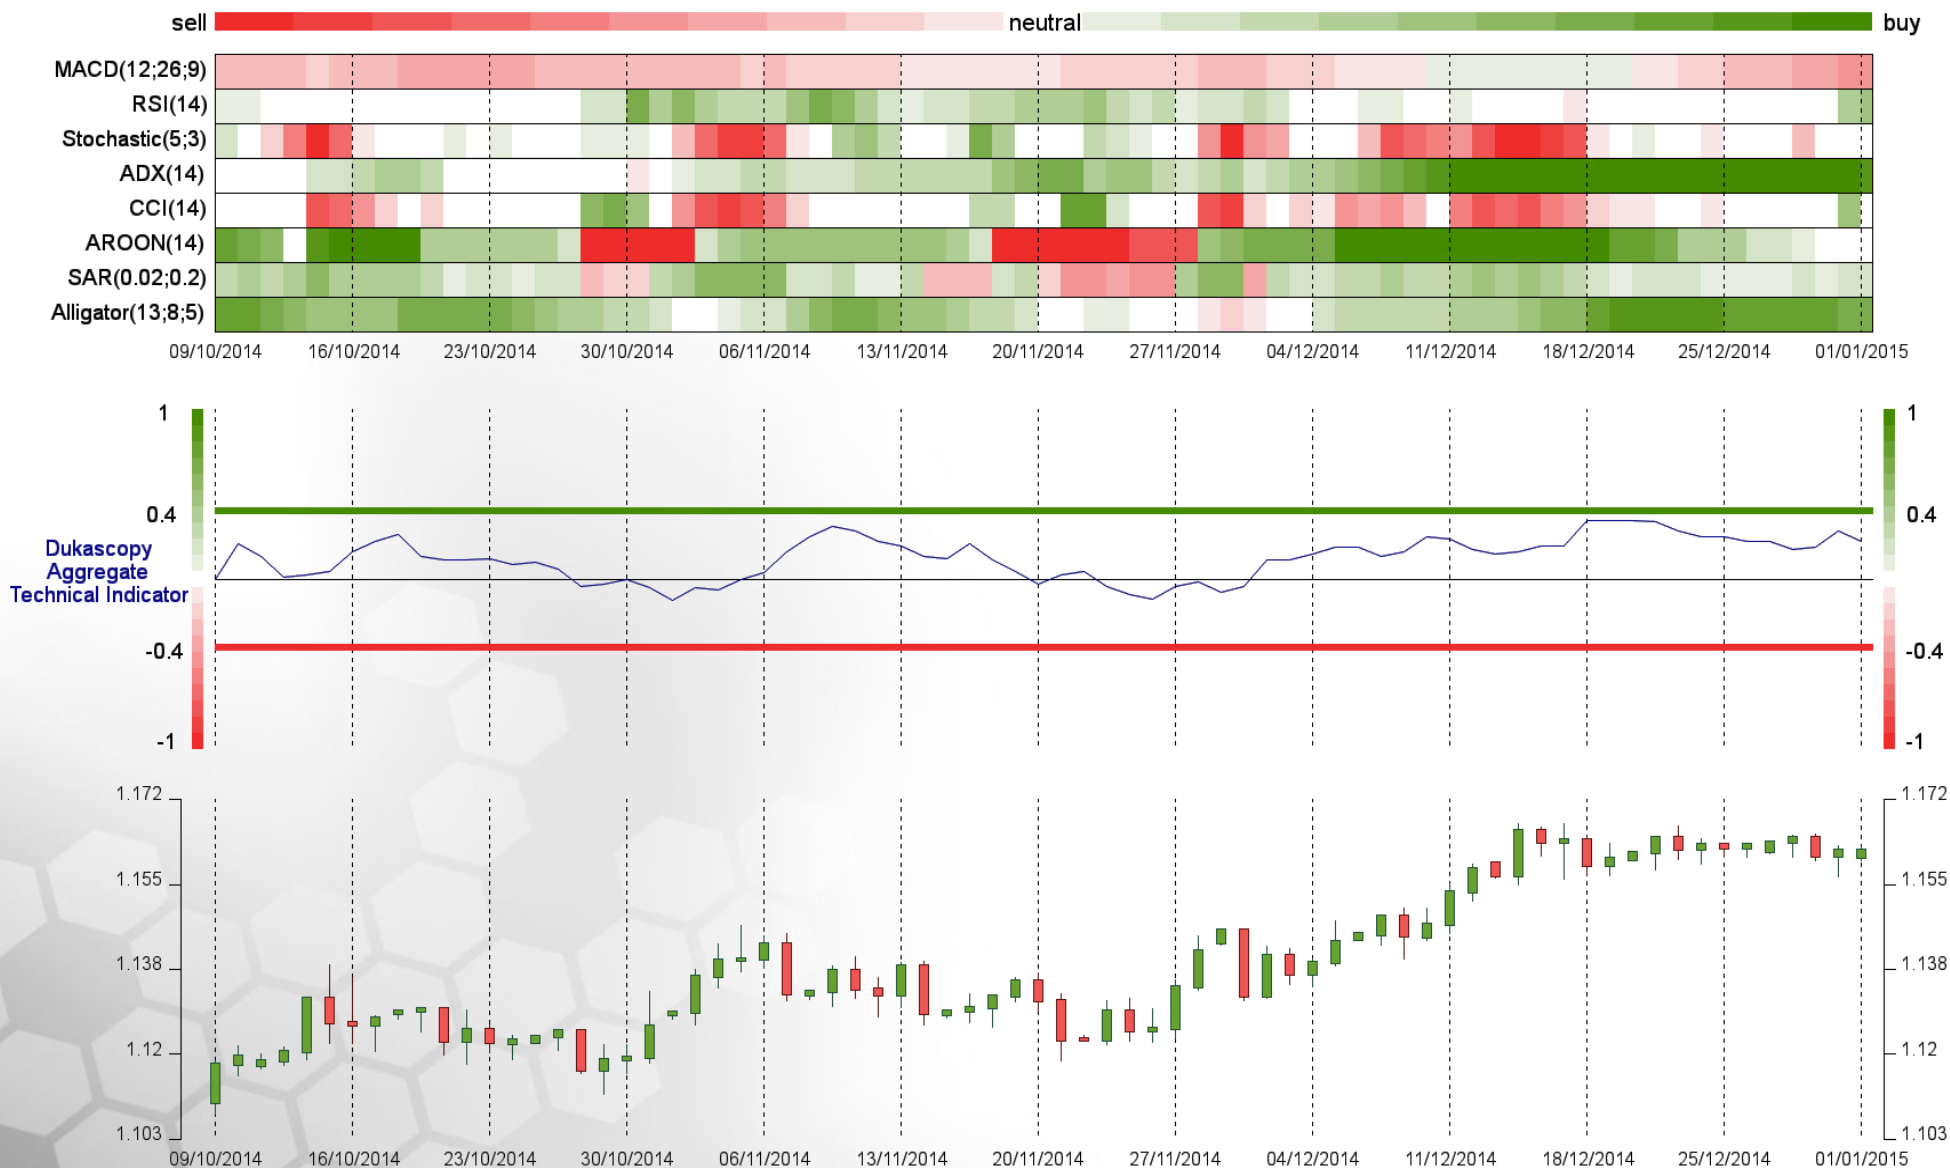 sell neutral buy
MACD(12;26;9)
RSI(14)
Stochastic(5;3)
ADX(14)
CCI(14)
AROON(14)
SAR(0.02;0.2)
Alligator(13;8;5)
09/10/2014 16/10/2014 23/10/2014 30/10/2014 06/11/2014 13/11/2014 20/11/2014 27/11/2014 04/12/2014 11/12/2014 18/12/2014 25/12/2014 01/01/2015
1 1
0.4 0.4
Dukascopy
Aggregate
Technical Indicator
-0.4 -0.4
-1 -1
1.172 1.172
1.155 1.155
1.138 1.138
1.12 1.12
1.103 1.103
09/10/2014 16/10/2014 23/10/2014 30/10/2014 06/11/2014 13/11/2014 20/11/2014 27/11/2014 04/12/2014 11/12/2014 18/12/2014 25/12/2014 01/01/2015